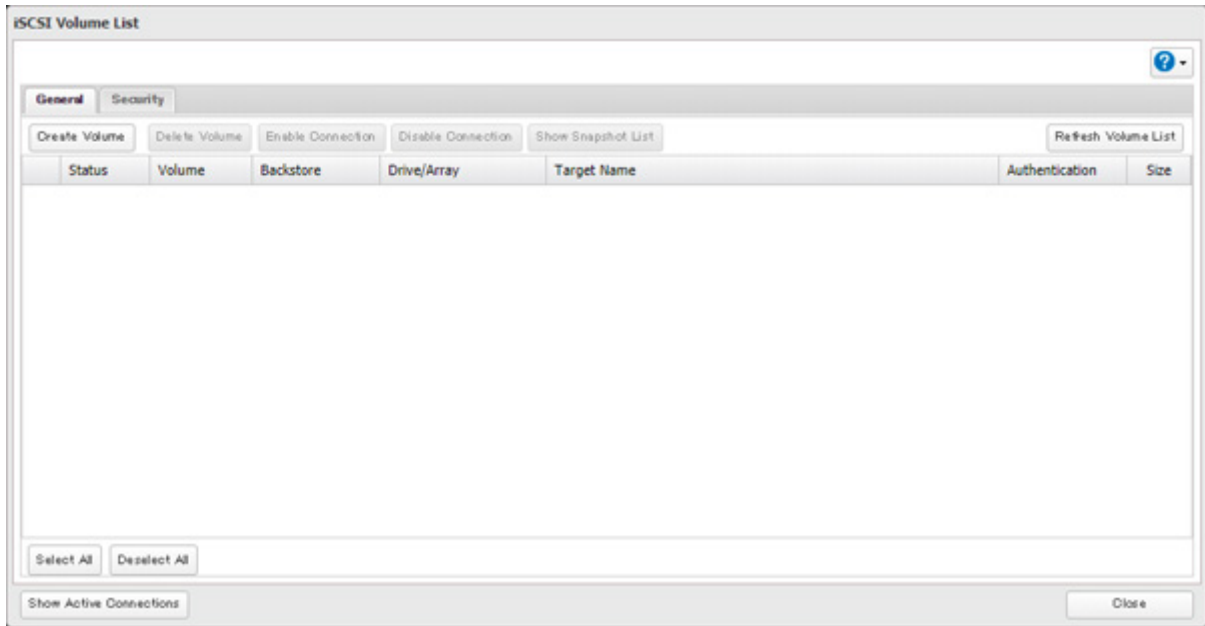 iSCSI Volume List
?
General Security
Create Volume Delete Volume Enable Connection Disable Connection Show Snapshot List Refresh Volume List
Status Volume Backstore Drive/Array Target Name Authentication Size
Select All Deselect All
Show Active Connections Close